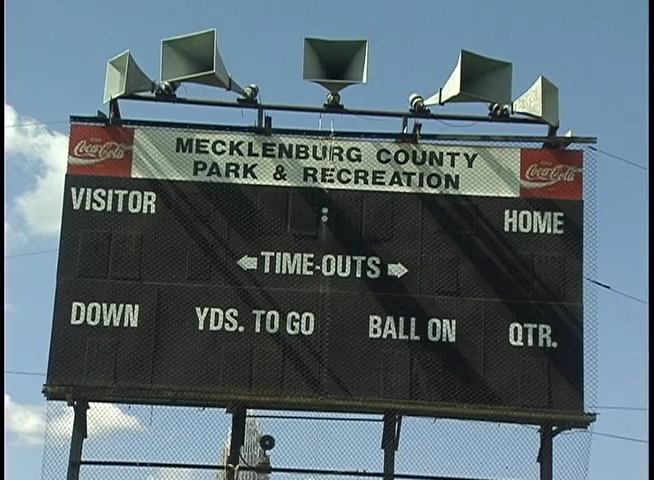 MECKLENBURG COUNTY
PARK & RECREATION
Coca-Cola
Coca-Cola
VISITOR
HOME
TIME-OUTS
DOWN YDS. TO GO BALL ON QTR.